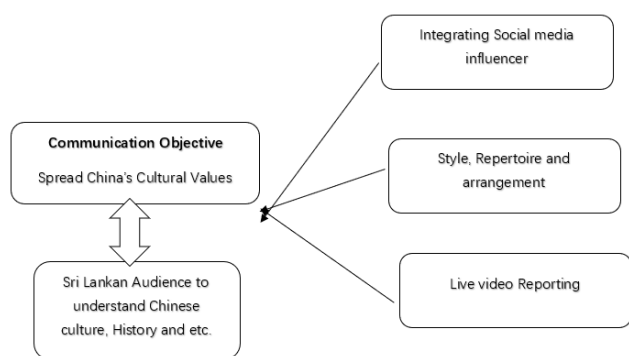 Integrating Social media
influencer
Communication Objective
Spread China's Cultural Values
Style, Repertoire and
arrangement
Sri Lankan Audience to
understand Chinese
culture, History and etc.
Live video Reporting